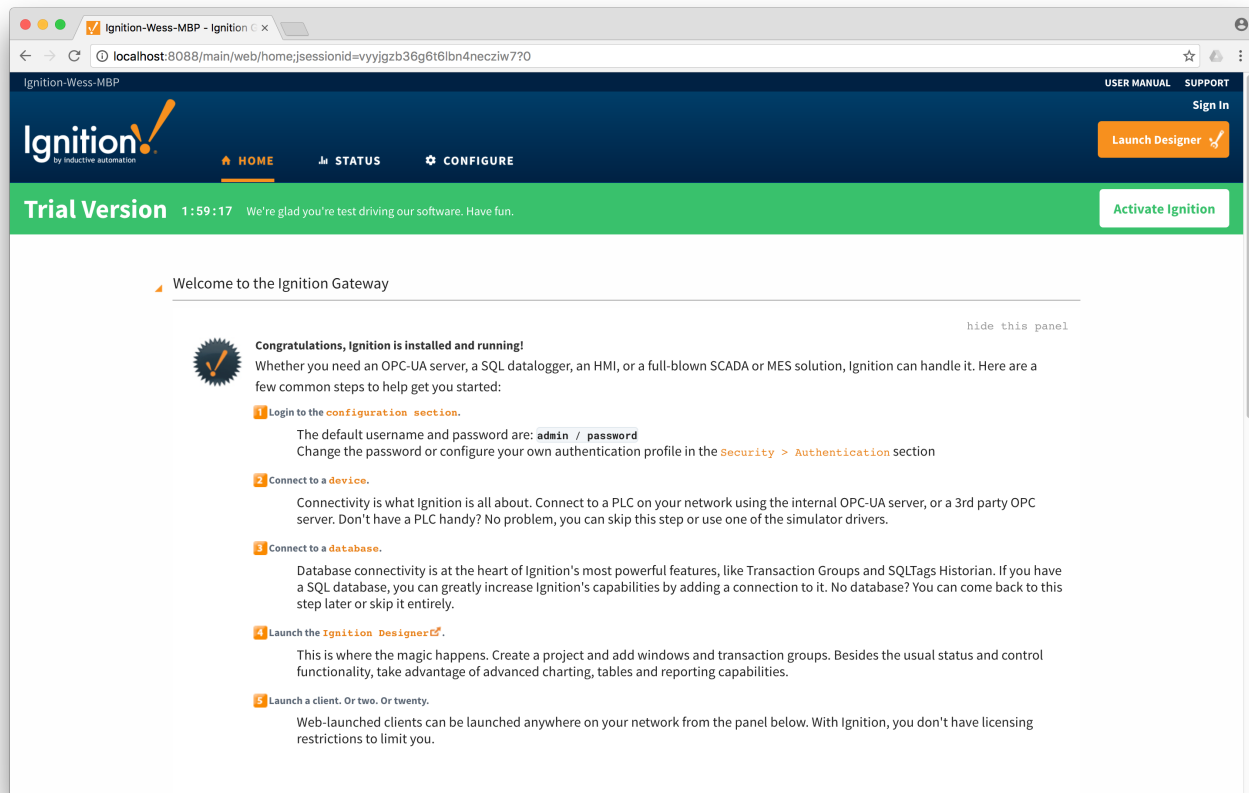 Ignition-Wess-MBP - Ignition G
localhost:8088/main/web/home;jsessionid=vyyjgzb36g6t6lbn4necziw7?0
Ignition-Wess-MBP
USER MANUAL SUPPORT
Sign In
Ignition!
by inductive automation
HOME STATUS CONFIGURE
Launch Designer
Trial Version 1:59:17 We're glad you're test driving our software. Have fun.
Activate Ignition
Welcome to the Ignition Gateway
hide this panel
Congratulations, Ignition is installed and running!
Whether you need an OPC-UA server, a SQL datalogger, an HMI, or a full-blown SCADA or MES solution, Ignition can handle it. Here are a
few common steps to help get you started:
1 Login to the configuration section.
The default username and password are: admin / password
Change the password or configure your own authentication profile in the Security > Authentication section
2 Connect to a device.
Connectivity is what Ignition is all about. Connect to a PLC on your network using the internal OPC-UA server, or a 3rd party OPC
server. Don't have a PLC handy? No problem, you can skip this step or use one of the simulator drivers.
3 Connect to a database.
Database connectivity is at the heart of Ignition's most powerful features, like Transaction Groups and SQLTags Historian. If you have
a SQL database, you can greatly increase Ignition's capabilities by adding a connection to it. No database? You can come back to this
step later or skip it entirely.
4 Launch the Ignition Designer.
This is where the magic happens. Create a project and add windows and transaction groups. Besides the usual status and control
functionality, take advantage of advanced charting, tables and reporting capabilities.
5 Launch a client. Or two. Or twenty.
Web-launched clients can be launched anywhere on your network from the panel below. With Ignition, you don't have licensing
restrictions to limit you.